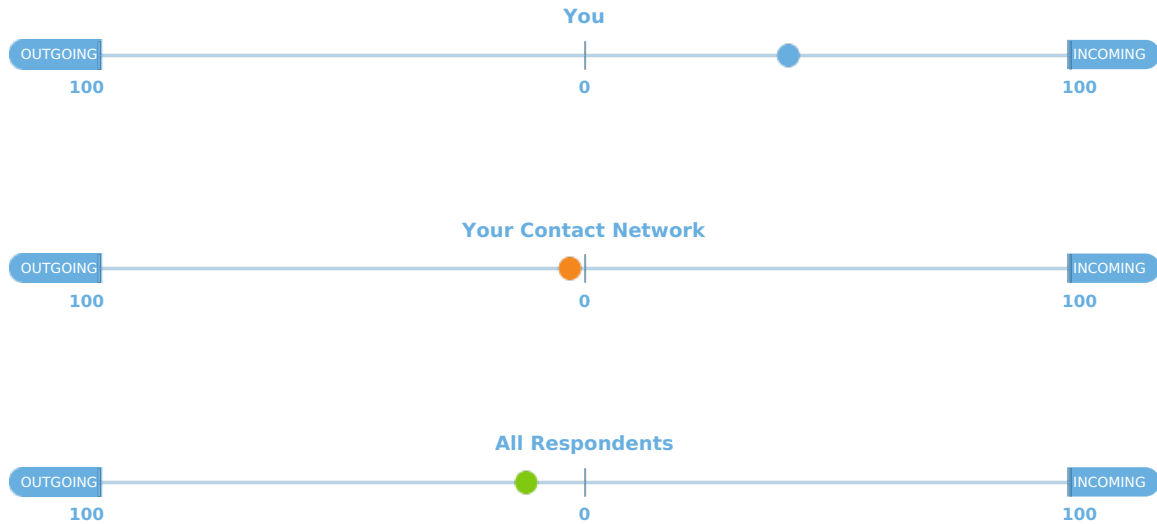 You
OUTGOING INCOMING
100 0 100
Your Contact Network
OUTGOING INCOMING
100 0 100
All Respondents
OUTGOING INCOMING
100 0 100